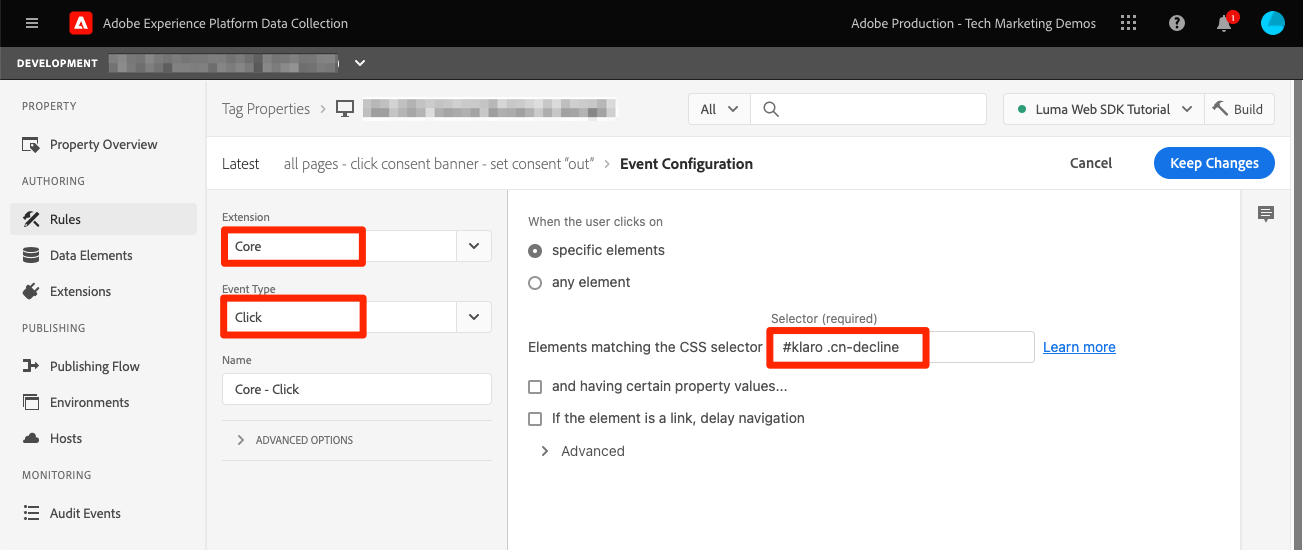 Adobe Experience Platform Data Collection
Adobe Production - Tech Marketing Demos
1
DEVELOPMENT
PROPERTY
Property Overview
AUTHORING
Rules
Data Elements
Extensions
PUBLISHING
Publishing Flow
Environments
Hosts
MONITORING
Audit Events
Tag Properties
All
Luma Web SDK Tutorial
Build
Latest all pages - click consent banner - set consent “out” Event Configuration
Cancel
Keep Changes
Extension
Core
Event Type
Click
Name
Core - Click
ADVANCED OPTIONS
When the user clicks on
specific elements
any element
Selector (required)
Elements matching the CSS selector #klaro .cn-decline Learn more
and having certain property values...
If the element is a link, delay navigation
Advanced